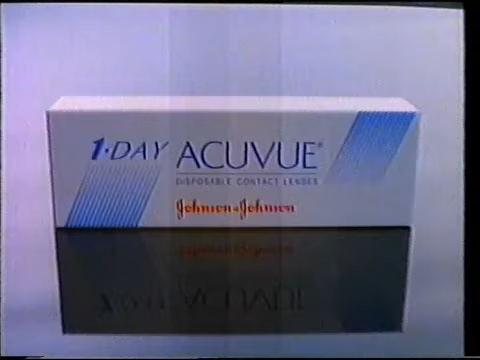 1·DAY ACUVUE®
DISPOSABLE CONTACT LENSES
Johnson & Johnson